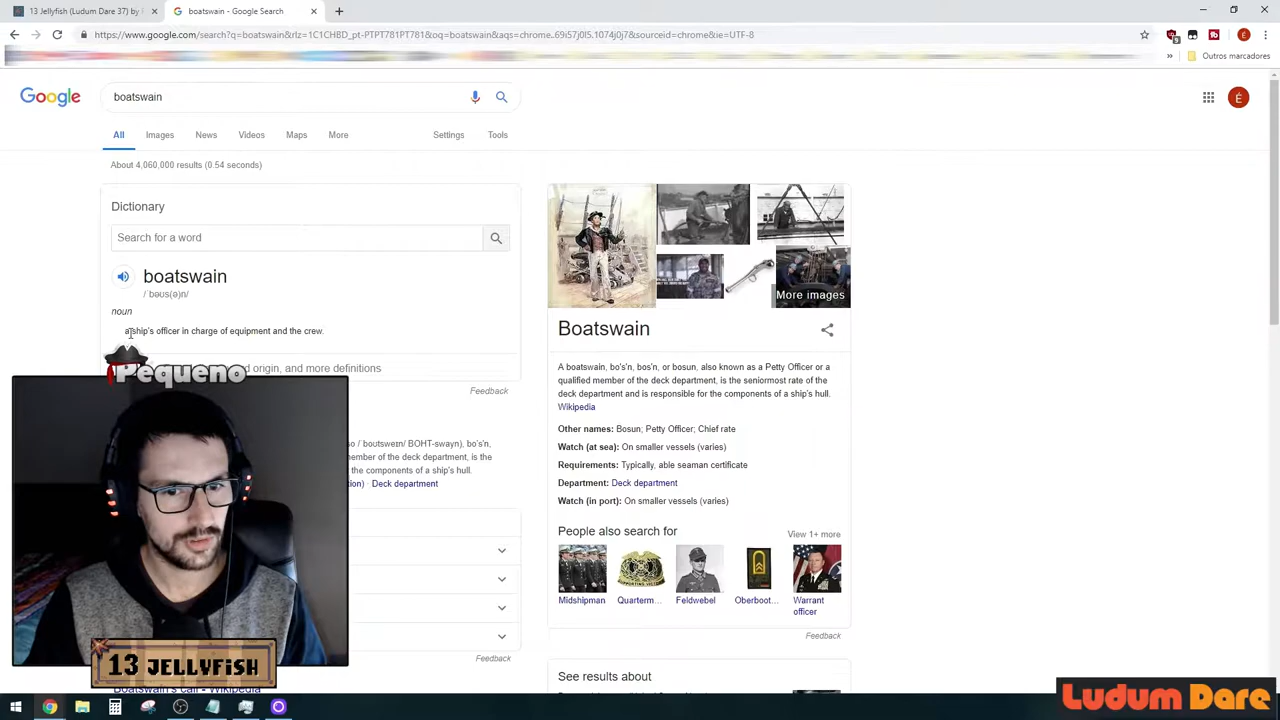 13 Jellyfish (Ludum Dare 37) by F
boatswain - Google Search
https://www.google.com/search?q=boatswain&rlz=1C1CHBD_pt-PTPT781PT781&oq=boatswain&aqs=chrome..69i57j0l5.1074j0j7&sourceid=chrome&ie=UTF-8
É
»
Outros marcadores
Google
boatswain
É
All
Images
News
Videos
Maps
More
Settings
Tools
About 4,060,000 results (0.54 seconds)
Dictionary
Search for a word
boatswain
/ˈbəʊs(ə)n/
noun
a ship's officer in charge of equipment and the crew.
d origin, and more definitions
Feedback
Pequeno
so /ˈboʊtsweɪn/ BOHT-swayn), bo's'n,
member of the deck department, is the
the components of a ship's hull.
tion) · Deck department
Feedback
13 JELLYFISH
Boatswain's call - Wikipedia
More images
Boatswain
A boatswain, bo's'n, bos'n, or bosun, also known as a Petty Officer or a
qualified member of the deck department, is the seniormost rate of the
deck department and is responsible for the components of a ship's hull.
Wikipedia
Other names: Bosun; Petty Officer; Chief rate
Watch (at sea): On smaller vessels (varies)
Requirements: Typically, able seaman certificate
Department: Deck department
Watch (in port): On smaller vessels (varies)
People also search for
View 1+ more
Midshipman
Quarterm...
Feldwebel
Oberboot...
Warrant
officer
Feedback
See results about
Ludum Dare